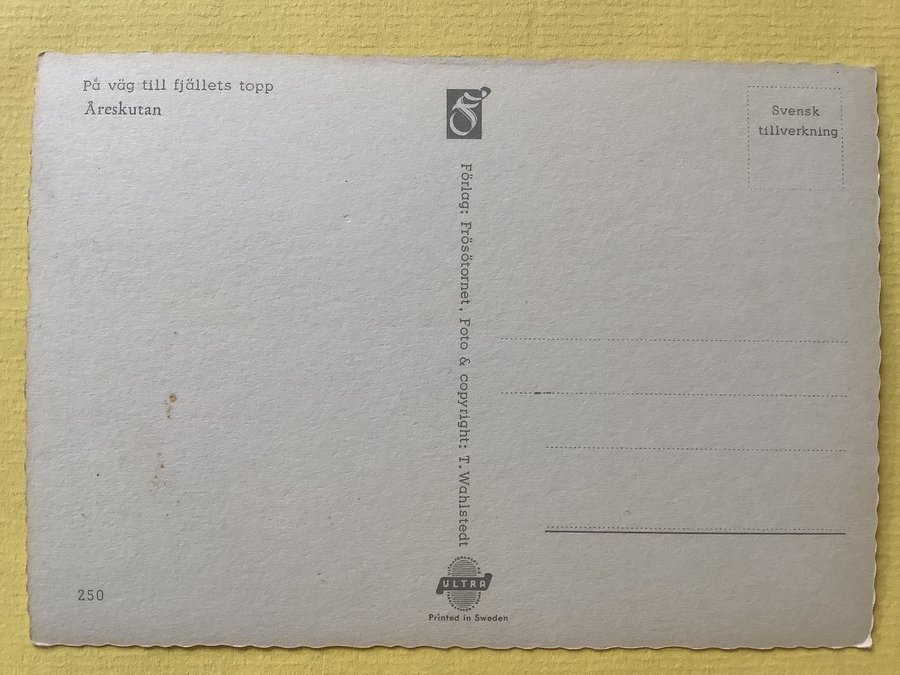 På väg till fjällets topp
Åreskutan
Svensk
tillverkning
Förlag: Frösötornet. Foto & copyright: T. Wahlstedt
ULTRA
Printed in Sweden
250